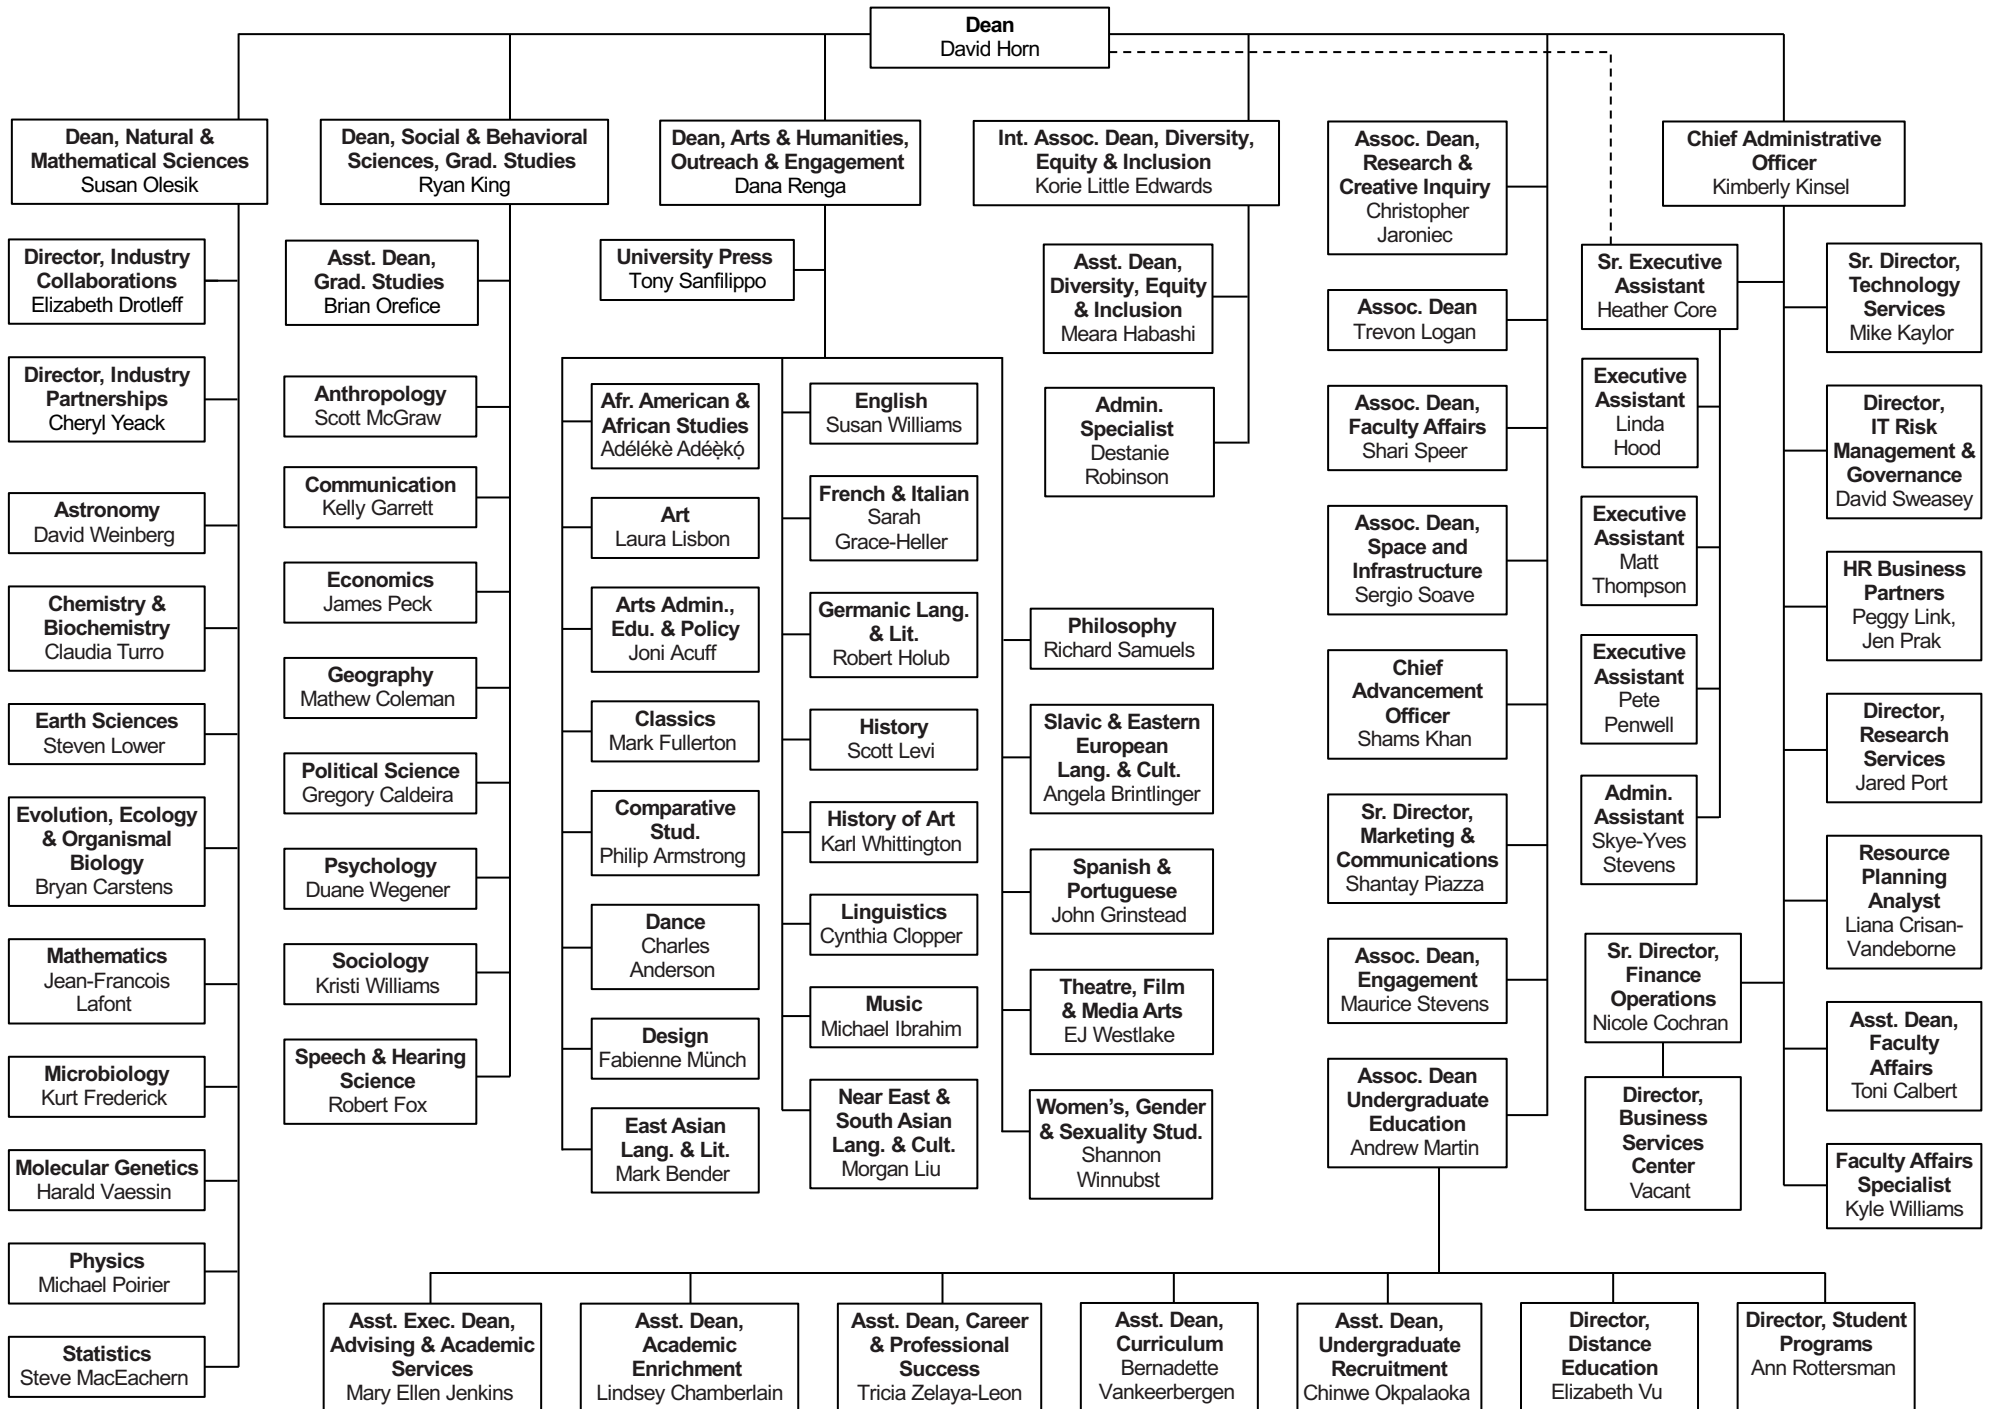 Dean
David Horn
Dean, Natural &
Mathematical Sciences
Susan Olesik
Director, Industry
Collaborations
Elizabeth Drotleff
Director, Industry
Partnerships
Cheryl Yeack
Astronomy
David Weinberg
Chemistry &
Biochemistry
Claudia Turro
Earth Sciences
Steven Lower
Evolution, Ecology
& Organismal
Biology
Bryan Carstens
Mathematics
Jean-Francois
Lafont
Microbiology
Kurt Frederick
Molecular Genetics
Harald Vaessin
Physics
Michael Poirier
Statistics
Steve MacEachern
Dean, Social & Behavioral
Sciences, Grad. Studies
Ryan King
Asst. Dean,
Grad. Studies
Brian Orefice
Anthropology
Scott McGraw
Communication
Kelly Garrett
Economics
James Peck
Geography
Mathew Coleman
Political Science
Gregory Caldeira
Psychology
Duane Wegener
Sociology
Kristi Williams
Speech & Hearing
Science
Robert Fox
Dean, Arts & Humanities,
Outreach & Engagement
Dana Renga
University Press
Tony Sanfilippo
Afr. American &
African Studies
Adélékè Adéẹ̀kọ́
Art
Laura Lisbon
Arts Admin.,
Edu. & Policy
Joni Acuff
Classics
Mark Fullerton
Comparative
Stud.
Philip Armstrong
Dance
Charles
Anderson
Design
Fabienne Münch
East Asian
Lang. & Lit.
Mark Bender
English
Susan Williams
French & Italian
Sarah
Grace-Heller
Germanic Lang.
& Lit.
Robert Holub
History
Scott Levi
History of Art
Karl Whittington
Linguistics
Cynthia Clopper
Music
Michael Ibrahim
Near East &
South Asian
Lang. & Cult.
Morgan Liu
Philosophy
Richard Samuels
Slavic & Eastern
European
Lang. & Cult.
Angela Brintlinger
Spanish &
Portuguese
John Grinstead
Theatre, Film
& Media Arts
EJ Westlake
Women’s, Gender
& Sexuality Stud.
Shannon
Winnubst
Int. Assoc. Dean, Diversity,
Equity & Inclusion
Korie Little Edwards
Asst. Dean,
Diversity, Equity
& Inclusion
Meara Habashi
Admin.
Specialist
Destanie
Robinson
Assoc. Dean,
Research &
Creative Inquiry
Christopher
Jaroniec
Assoc. Dean
Trevon Logan
Assoc. Dean,
Faculty Affairs
Shari Speer
Assoc. Dean,
Space and
Infrastructure
Sergio Soave
Chief
Advancement
Officer
Shams Khan
Sr. Director,
Marketing &
Communications
Shantay Piazza
Assoc. Dean,
Engagement
Maurice Stevens
Assoc. Dean
Undergraduate
Education
Andrew Martin
Asst. Exec. Dean,
Advising & Academic
Services
Mary Ellen Jenkins
Asst. Dean,
Academic
Enrichment
Lindsey Chamberlain
Asst. Dean, Career
& Professional
Success
Tricia Zelaya-Leon
Asst. Dean,
Curriculum
Bernadette
Vankeerbergen
Asst. Dean,
Undergraduate
Recruitment
Chinwe Okpalaoka
Director,
Distance
Education
Elizabeth Vu
Director, Student
Programs
Ann Rottersman
Chief Administrative
Officer
Kimberly Kinsel
Sr. Executive
Assistant
Heather Core
Executive
Assistant
Linda
Hood
Executive
Assistant
Matt
Thompson
Executive
Assistant
Pete
Penwell
Admin.
Assistant
Skye-Yves
Stevens
Sr. Director,
Finance
Operations
Nicole Cochran
Director,
Business
Services
Center
Vacant
Sr. Director,
Technology
Services
Mike Kaylor
Director,
IT Risk
Management &
Governance
David Sweasey
HR Business
Partners
Peggy Link,
Jen Prak
Director,
Research
Services
Jared Port
Resource
Planning
Analyst
Liana Crisan-
Vandeborne
Asst. Dean,
Faculty
Affairs
Toni Calbert
Faculty Affairs
Specialist
Kyle Williams